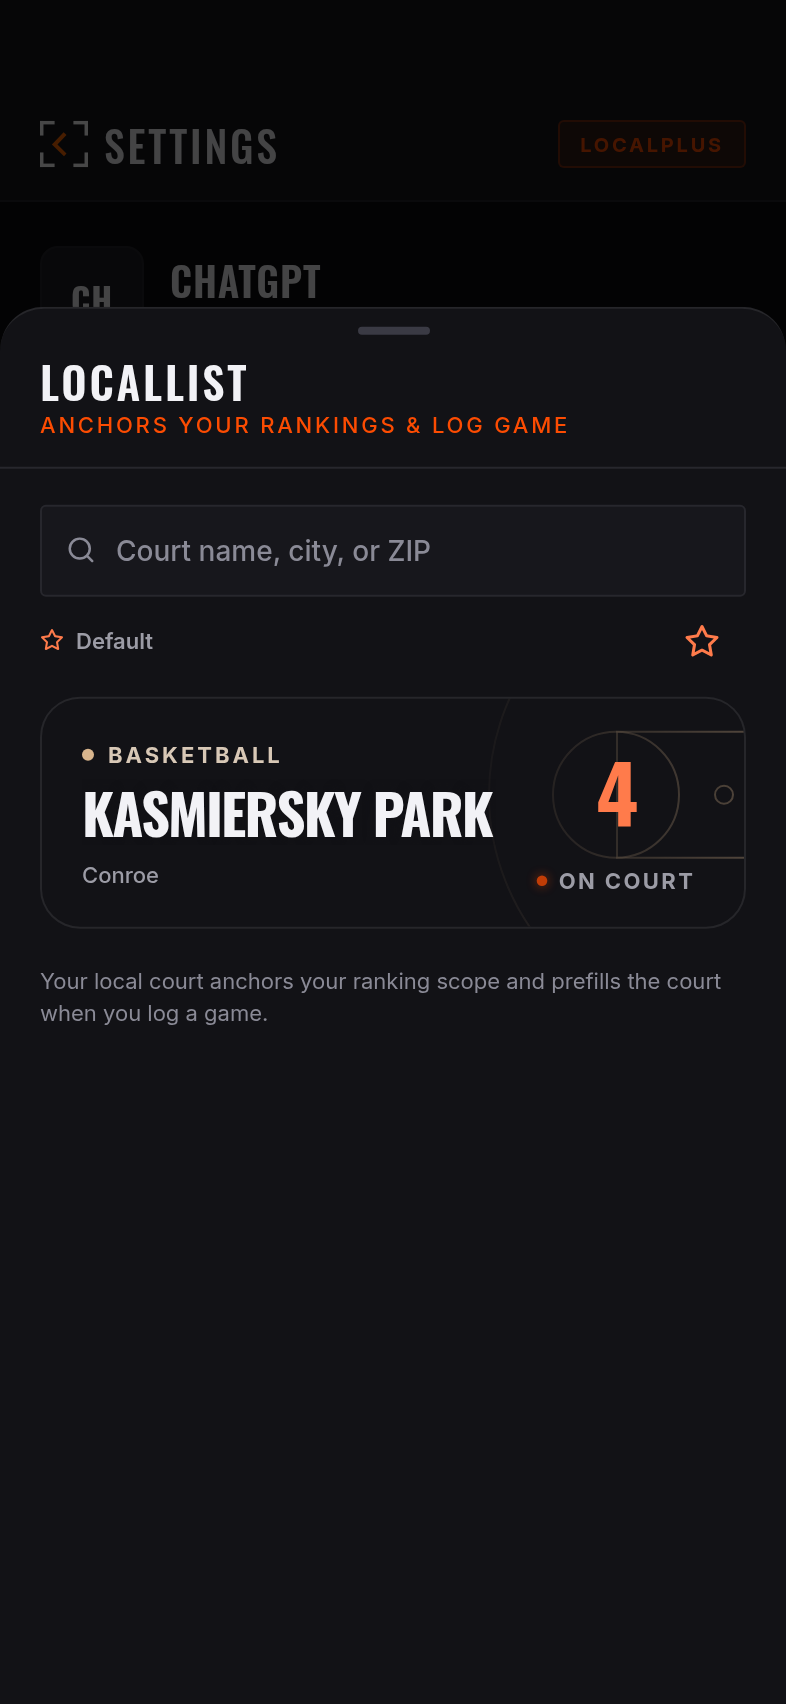 SETTINGS
LOCALPLUS
CH
CHATGPT
LOCALLIST
ANCHORS YOUR RANKINGS & LOG GAME
Court name, city, or ZIP
Default
BASKETBALL
KASMIERSKY PARK
4
Conroe
ON COURT
Your local court anchors your ranking scope and prefills the court
when you log a game.